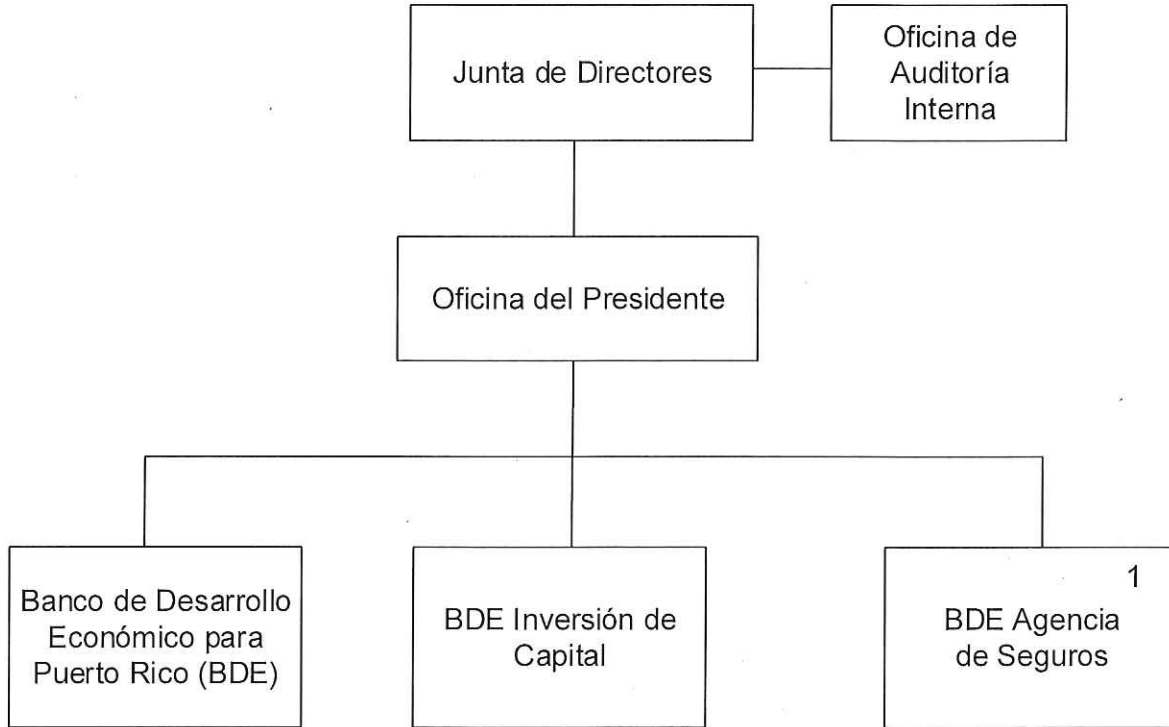 Junta de Directores
Oficina de
Auditoría
Interna
Oficina del Presidente
Banco de Desarrollo
Económico para
Puerto Rico (BDE)
BDE Inversión de
Capital
1
BDE Agencia
de Seguros